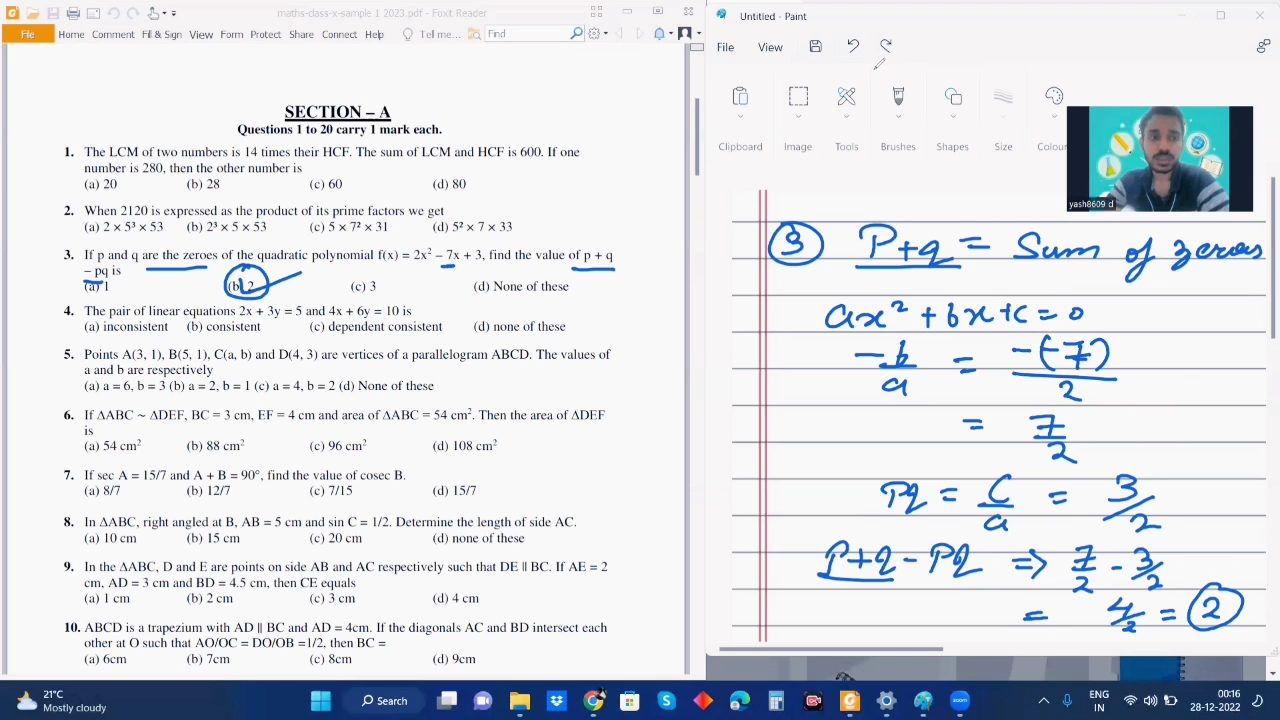 maths-class-x-sample 1 2023.pdf - Foxit Reader
File Home Comment Fill & Sign View Form Protect Share Connect Help Tell me... Find
SECTION – A
Questions 1 to 20 carry 1 mark each.
1. The LCM of two numbers is 14 times their HCF. The sum of LCM and HCF is 600. If one
number is 280, then the other number is
(a) 20 (b) 28 (c) 60 (d) 80
2. When 2120 is expressed as the product of its prime factors we get
(a) 2 × 5³ × 53 (b) 2³ × 5 × 53 (c) 5 × 7² × 31 (d) 5² × 7 × 33
3. If p and q are the zeroes of the quadratic polynomial f(x) = 2x² – 7x + 3, find the value of p + q
– pq is
(a) 1 (b) 2 (c) 3 (d) None of these
4. The pair of linear equations 2x + 3y = 5 and 4x + 6y = 10 is
(a) inconsistent (b) consistent (c) dependent consistent (d) none of these
5. Points A(3, 1), B(5, 1), C(a, b) and D(4, 3) are vertices of a parallelogram ABCD. The values of
a and b are respectively
(a) a = 6, b = 3 (b) a = 2, b = 1 (c) a = 4, b = 2 (d) None of these
6. If ΔABC ~ ΔDEF, BC = 3 cm, EF = 4 cm and area of ΔABC = 54 cm². Then the area of ΔDEF
is
(a) 54 cm² (b) 88 cm² (c) 96 cm² (d) 108 cm²
7. If sec A = 15/7 and A + B = 90°, find the value of cosec B.
(a) 8/7 (b) 12/7 (c) 7/15 (d) 15/7
8. In ΔABC, right angled at B, AB = 5 cm and sin C = 1/2. Determine the length of side AC.
(a) 10 cm (b) 15 cm (c) 20 cm (d) none of these
9. In the ΔABC, D and E are ponts on side AB and AC respectively such that DE || BC. If AE = 2
cm, AD = 3 cm and BD = 4.5 cm, then CE equals
(a) 1 cm (b) 2 cm (c) 3 cm (d) 4 cm
10. ABCD is a trapezium with AD || BC and AD = 4cm. If the diagonals AC and BD intersect each
other at O such that AO/OC = DO/OB =1/2, then BC =
(a) 6cm (b) 7cm (c) 8cm (d) 9cm
Untitled - Paint
File View
Clipboard Image Tools Brushes Shapes Size Colou
yash8609 d
3 P+q = Sum of zeroes
ax² + bx + c = 0
-b/a = -(-7)/2
= 7/2
Pq = C/a = 3/2
P+q - Pq ⇒ 7/2 - 3/2
= 4/2 = 2
21°C
Mostly cloudy
Search
zoom
ENG
IN
00:16
28-12-2022